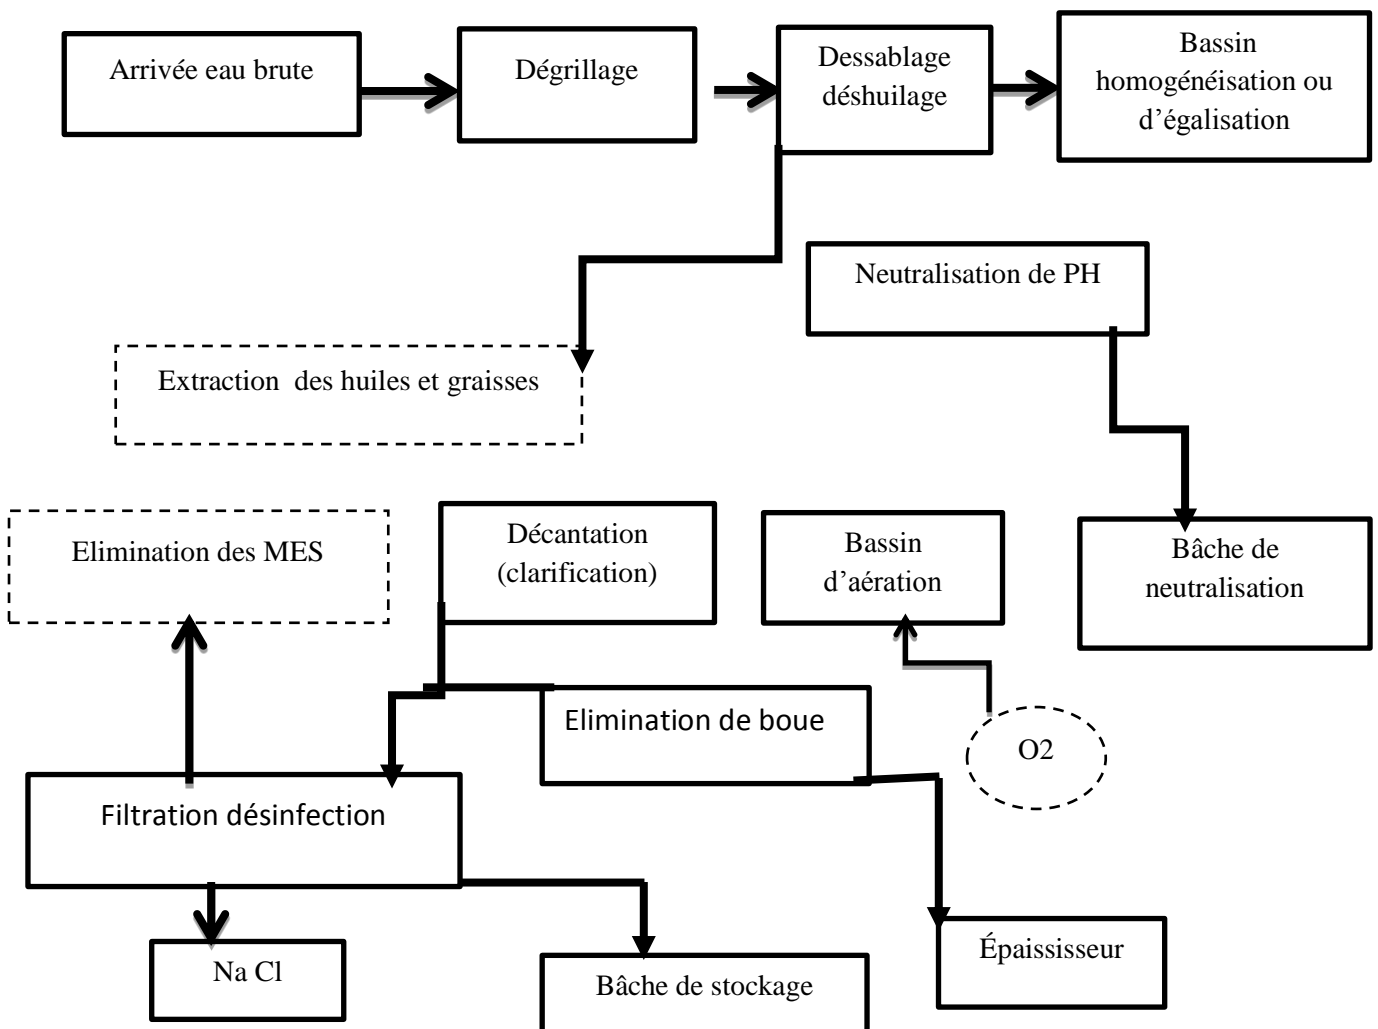 Arrivée eau brute
Dégrillage
Dessablage
déshuilage
Bassin
homogénéisation ou
d’égalisation
Neutralisation de PH
Extraction des huiles et graisses
Elimination des MES
Décantation
(clarification)
Bassin
d’aération
Bâche de
neutralisation
Elimination de boue
O2
Filtration désinfection
Na Cl
Bâche de stockage
Épaississeur